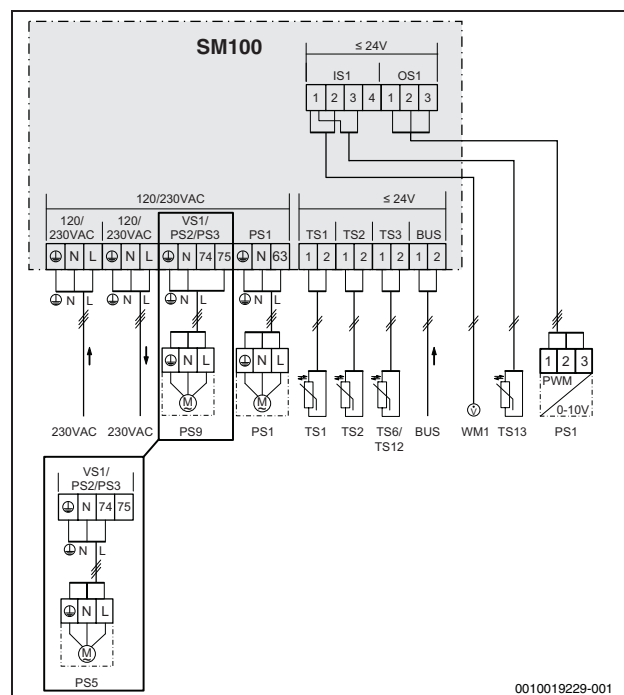 SM100
≤ 24V
IS1 OS1
1 2 3 4 1 2 3
120/230VAC ≤ 24V
120/ 120/ VS1/
230VAC 230VAC PS2/PS3 PS1 TS1 TS2 TS3 BUS
N L N L N 74 75 N 63 1 2 1 2 1 2 1 2
N L N L N L N L
N L N L 1 2 3
M M PWM
0-10V
V
230VAC 230VAC PS9 PS1 TS1 TS2 TS6/ BUS WM1 TS13 PS1
TS12
VS1/
PS2/PS3
N 74 75
N L
N L
M
PS5
0010019229-001